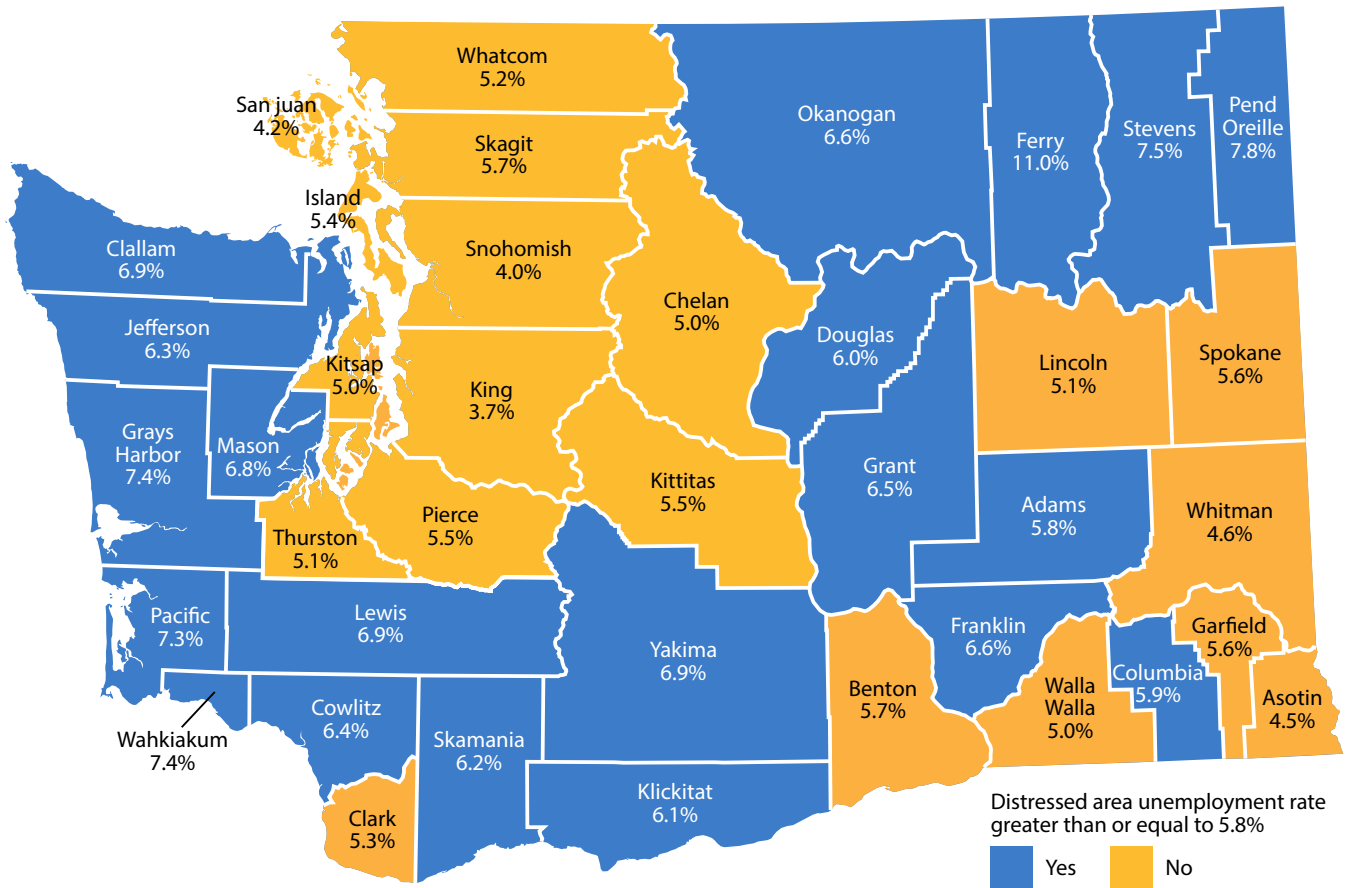 Whatcom
5.2%
San juan
4.2%
Skagit
5.7%
Island
5.4%
Snohomish
4.0%
Okanogan
6.6%
Ferry
11.0%
Stevens
7.5%
Pend
Oreille
7.8%
Clallam
6.9%
Jefferson
6.3%
Chelan
5.0%
Douglas
6.0%
Kitsap
5.0%
King
3.7%
Lincoln
5.1%
Spokane
5.6%
Grays
Harbor
7.4%
Mason
6.8%
Kittitas
5.5%
Grant
6.5%
Adams
5.8%
Whitman
4.6%
Thurston
5.1%
Pierce
5.5%
Pacific
7.3%
Lewis
6.9%
Yakima
6.9%
Franklin
6.6%
Garfield
5.6%
Columbia
5.9%
Benton
5.7%
Walla
Walla
5.0%
Asotin
4.5%
Wahkiakum
7.4%
Cowlitz
6.4%
Skamania
6.2%
Klickitat
6.1%
Clark
5.3%
Distressed area unemployment rate
greater than or equal to 5.8%
Yes
No